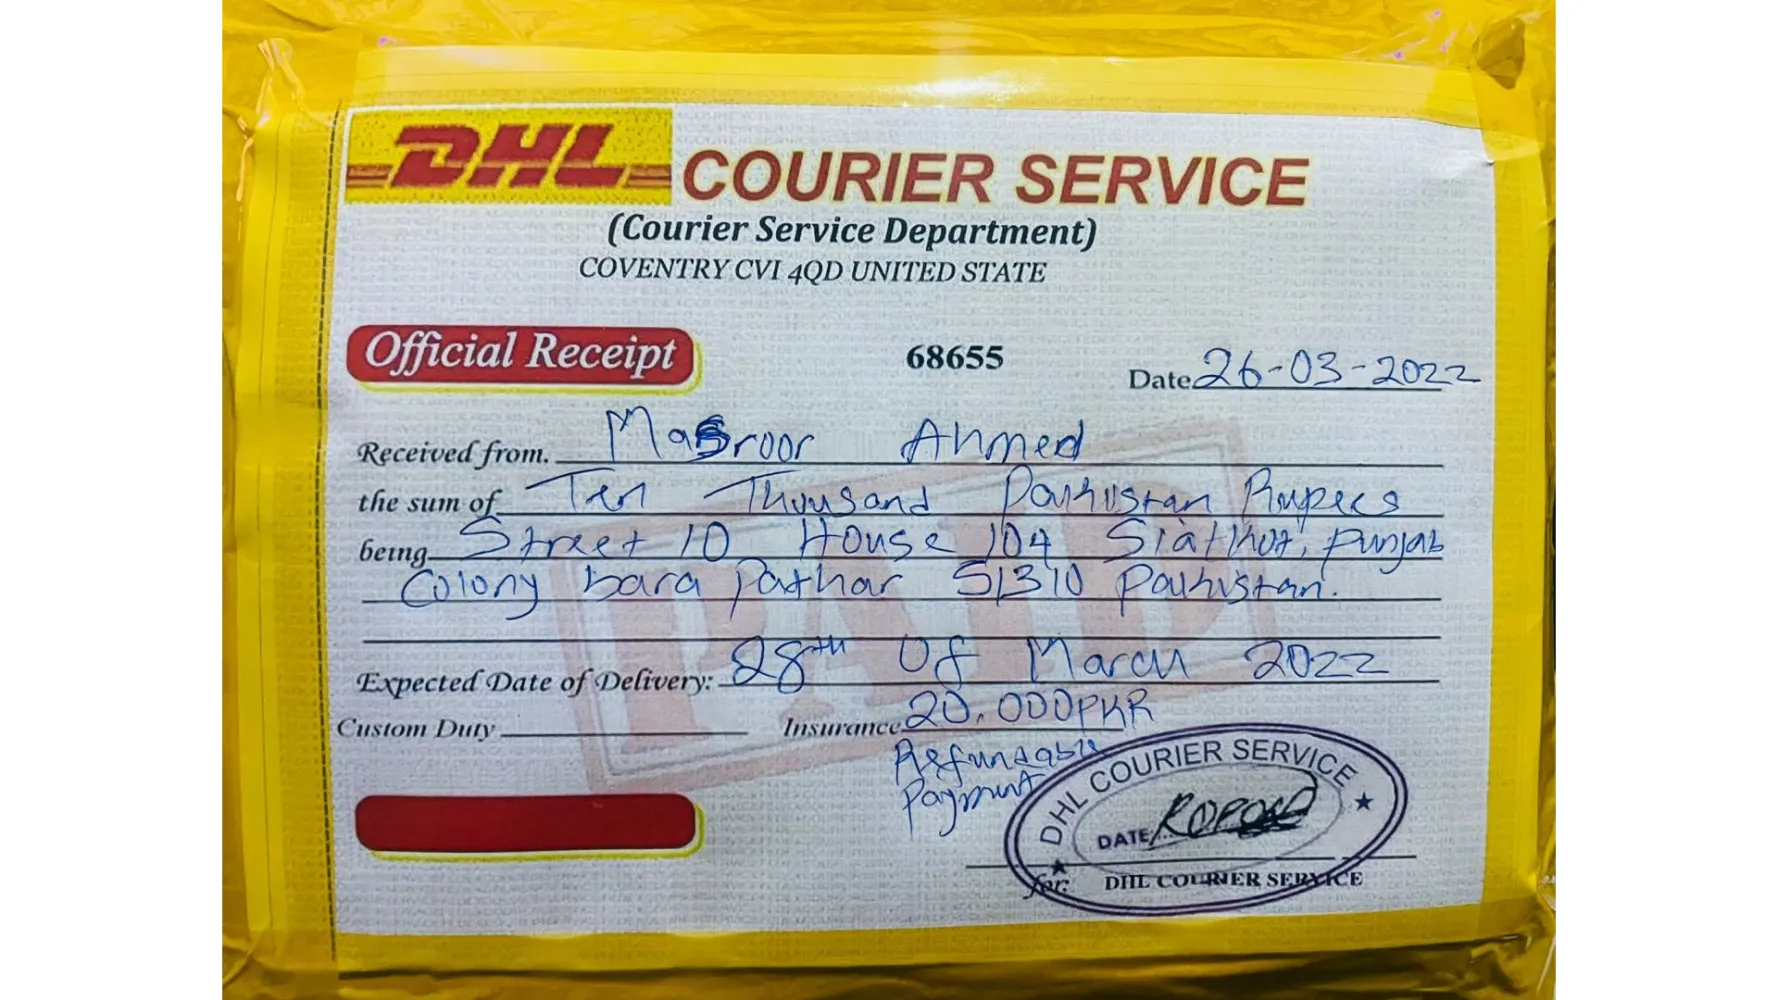 DHL COURIER SERVICE
(Courier Service Department)
COVENTRY CVI 4QD UNITED STATE
Official Receipt 68655 Date 26-03-2022
Received from. Masroor Ahmed
the sum of Ten Thousand Pakistan Rupees
being Street 10 House 104 Sialkot, Punjab
Colony bara Pathar 51310 Pakistan.
PAID
Expected Date of Delivery: 28th Of March 2022
Custom Duty Insurance 20,000PKR
Refundable
Payment
DHL COURIER SERVICE
DATE
for: DHL COURIER SERVICE